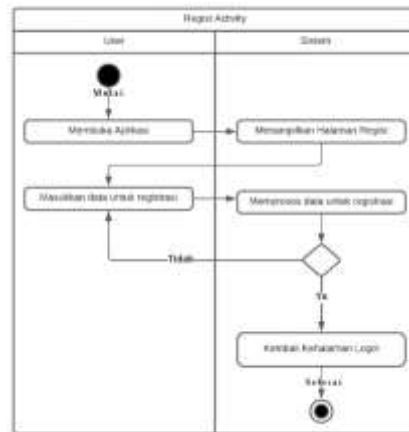 Regist Activity
User
Sistem
Mulai
Membuka Aplikasi
Menampilkan Halaman Regist
Masukkan data untuk registrasi
Memproses data untuk registrasi
Tidak
Ya
Kembali Kehalaman Login
Selesai